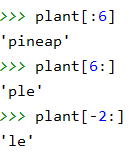 >>> plant[:6]
'pineap'
>>> plant[6:]
'ple'
>>> plant[-2:]
'le'